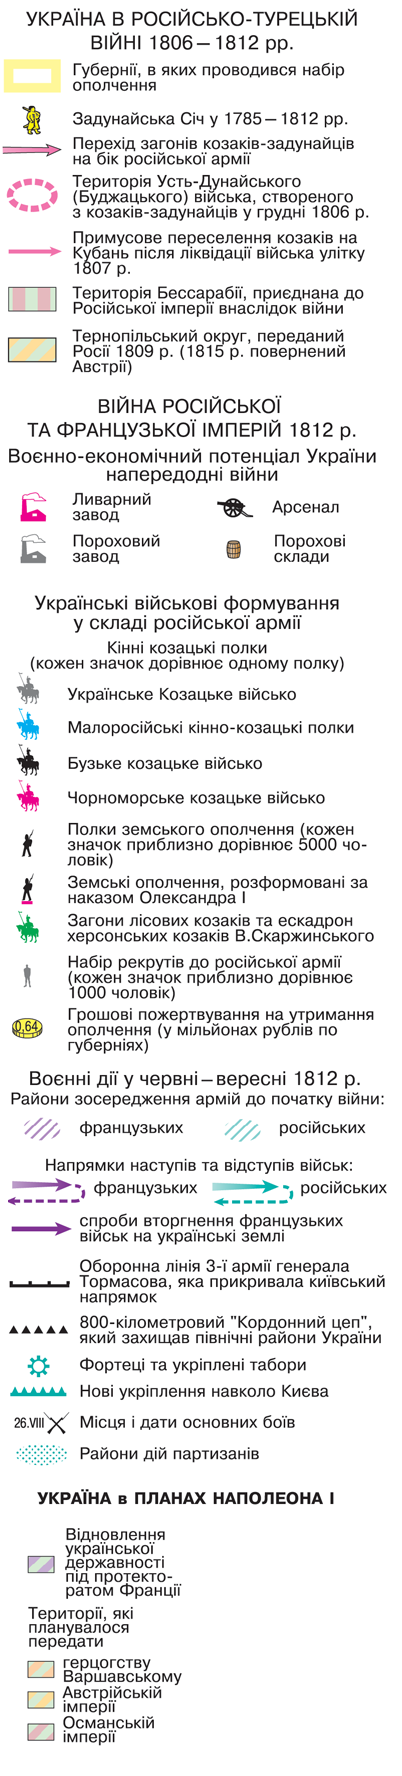 УКРАЇНА В РОСІЙСЬКО-ТУРЕЦЬКІЙ
ВІЙНІ 1806 – 1812 рр.
Губернії, в яких проводився набір
ополчення
Задунайська Січ у 1785 – 1812 рр.
Перехід загонів козаків-задунайців
на бік російської армії
Територія Усть-Дунайського
(Буджацького) війська, створеного
з козаків-задунайців у грудні 1806 р.
Примусове переселення козаків на
Кубань після ліквідації війська улітку
1807 р.
Територія Бессарабії, приєднана до
Російської імперії внаслідок війни
Тернопільський округ, переданий
Росії 1809 р. (1815 р. повернений
Австрії)
ВІЙНА РОСІЙСЬКОЇ
ТА ФРАНЦУЗЬКОЇ ІМПЕРІЙ 1812 р.
Воєнно-економічний потенціал України
напередодні війни
Ливарний
завод
Арсенал
Пороховий
завод
Порохові
склади
Українські військові формування
у складі російської армії
Кінні козацькі полки
(кожен значок дорівнює одному полку)
Українське Козацьке військо
Малоросійські кінно-козацькі полки
Бузьке козацьке військо
Чорноморське козацьке військо
Полки земського ополчення (кожен
значок приблизно дорівнює 5000 чо-
ловік)
Земські ополчення, розформовані за
наказом Олександра І
Загони лісових козаків та ескадрон
херсонських козаків В.Скаржинського
Набір рекрутів до російської армії
(кожен значок приблизно дорівнює
1000 чоловік)
0,64
Грошові пожертвування на утримання
ополчення (у мільйонах рублів по
губерніях)
Воєнні дії у червні – вересні 1812 р.
Райони зосередження армій до початку війни:
французьких
російських
Напрямки наступів та відступів військ:
французьких
російських
спроби вторгнення французьких
військ на українські землі
Оборонна лінія 3-ї армії генерала
Тормасова, яка прикривала київський
напрямок
800-кілометровий "Кордонний цеп",
який захищав північні райони України
Фортеці та укріплені табори
Нові укріплення навколо Києва
26.VIII Місця і дати основних боїв
Райони дій партизанів
УКРАЇНА в ПЛАНАХ НАПОЛЕОНА І
Відновлення
української
державності
під протекто-
ратом Франції
Території, які
планувалося
передати
герцогству
Варшавському
Австрійській
імперії
Османській
імперії